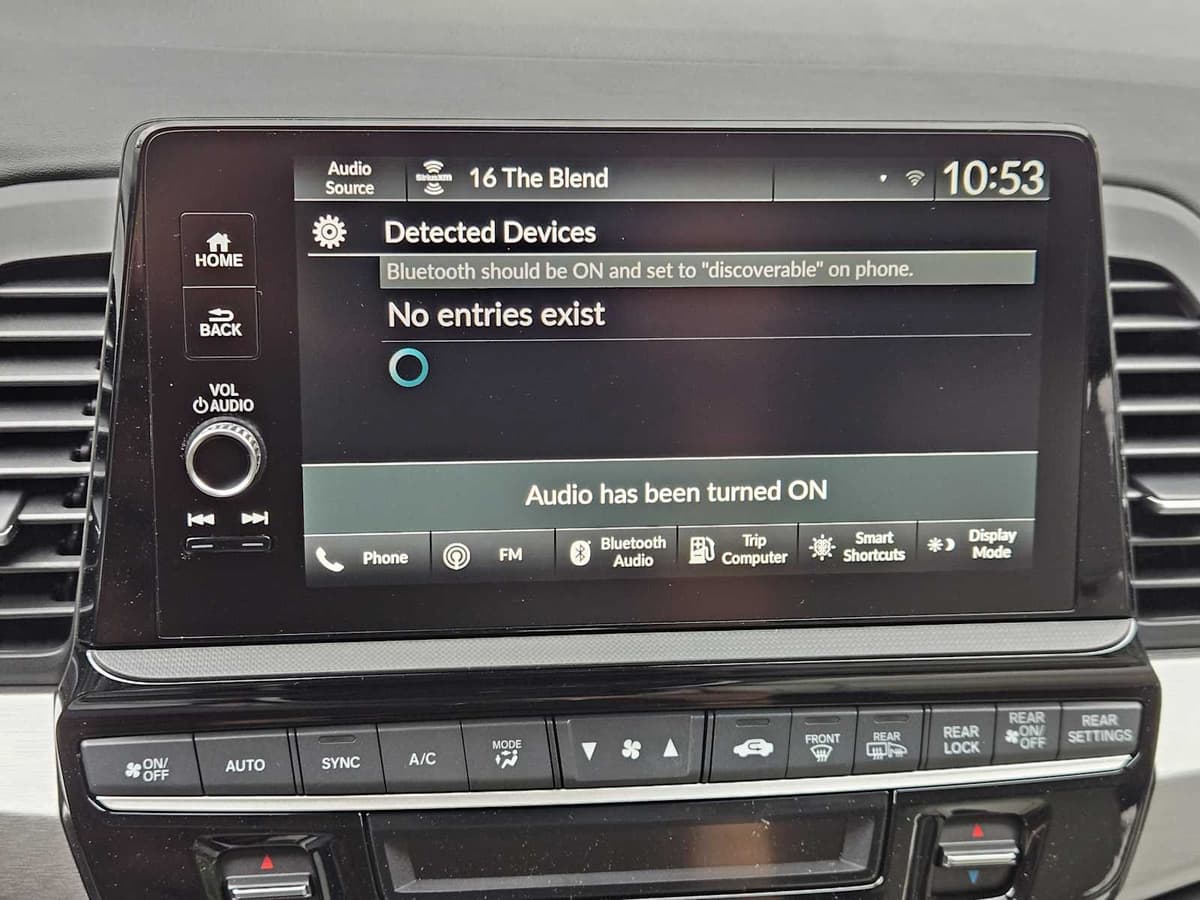 Audio
Source
SiriusXM
16 The Blend
10:53
HOME
Detected Devices
Bluetooth should be ON and set to "discoverable" on phone.
BACK
No entries exist
VOL
AUDIO
Audio has been turned ON
Phone
FM
Bluetooth
Audio
Trip
Computer
Smart
Shortcuts
Display
Mode
ON/
OFF
AUTO
SYNC
A/C
MODE
FRONT
REAR
REAR
LOCK
REAR
ON/
OFF
REAR
SETTINGS